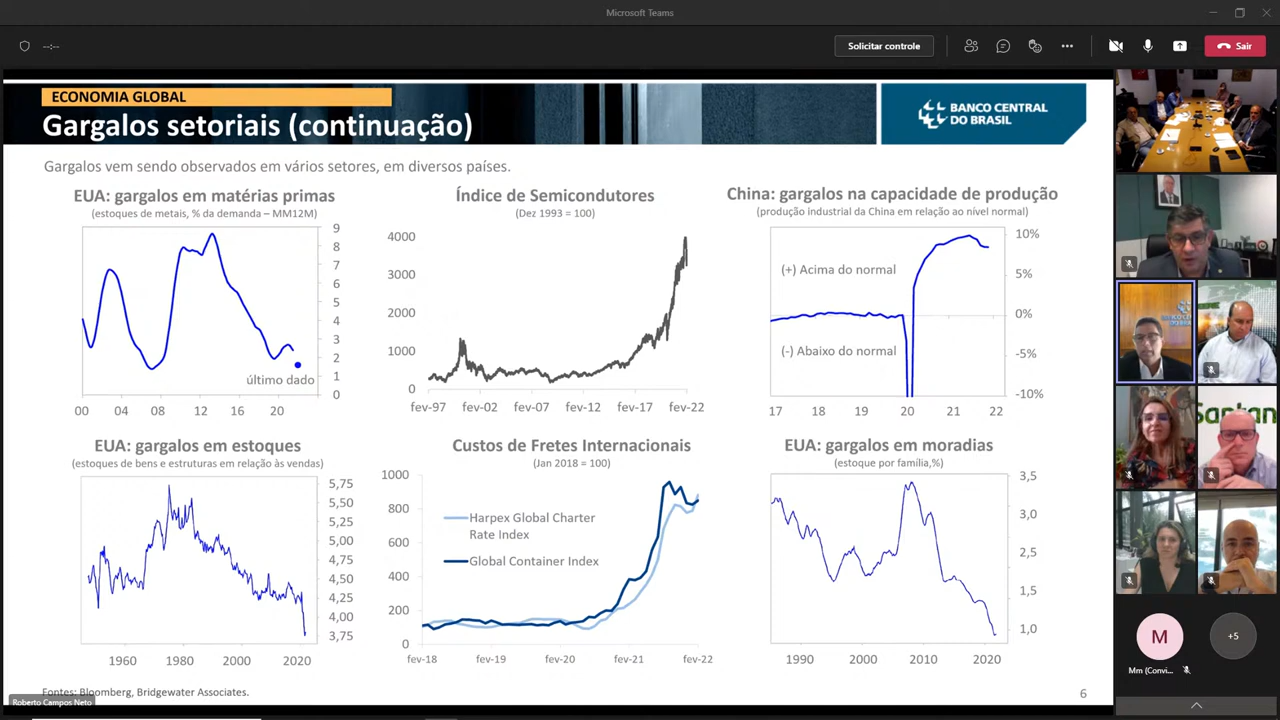 Microsoft Teams
--:--
Solicitar controle
Sair
ECONOMIA GLOBAL
Gargalos setoriais (continuação)
BANCO CENTRAL
DO BRASIL
Gargalos vem sendo observados em vários setores, em diversos países.
EUA: gargalos em matérias primas
(estoques de metais, % da demanda – MM12M)
9
8
7
6
5
4
3
2
1
0
último dado
00 04 08 12 16 20
Índice de Semicondutores
(Dez 1993 = 100)
4000
3000
2000
1000
0
fev-97 fev-02 fev-07 fev-12 fev-17 fev-22
China: gargalos na capacidade de produção
(produção industrial da China em relação ao nível normal)
10%
(+) Acima do normal
5%
0%
(-) Abaixo do normal
-5%
-10%
17 18 19 20 21 22
EUA: gargalos em estoques
(estoques de bens e estruturas em relação às vendas)
5,75
5,50
5,25
5,00
4,75
4,50
4,25
4,00
3,75
1960 1980 2000 2020
Custos de Fretes Internacionais
(Jan 2018 = 100)
1000
800
600
400
200
0
Harpex Global Charter
Rate Index
Global Container Index
fev-18 fev-19 fev-20 fev-21 fev-22
EUA: gargalos em moradias
(estoque por família,%)
3,5
3,0
2,5
1,5
1,0
1990 2000 2010 2020
Fontes: Bloomberg, Bridgewater Associates.
6
Roberto Campos Neto
Santan
M
Mm (Convi...
+5